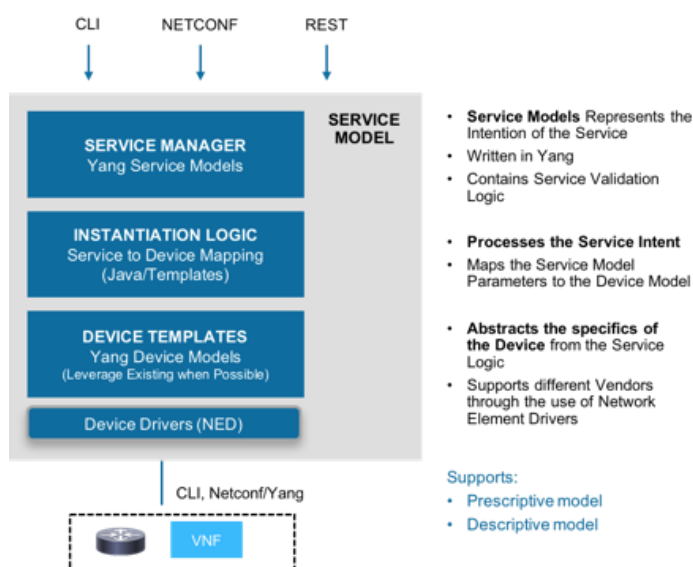 CLI
NETCONF
REST
SERVICE
MODEL
SERVICE MANAGER
Yang Service Models
INSTANTIATION LOGIC
Service to Device Mapping
(Java/Templates)
DEVICE TEMPLATES
Yang Device Models
(Leverage Existing when Possible)
Device Drivers (NED)
CLI, Netconf/Yang
VNF
• Service Models Represents the
Intention of the Service
• Written in Yang
• Contains Service Validation
Logic
• Processes the Service Intent
• Maps the Service Model
Parameters to the Device Model
• Abstracts the specifics of
the Device from the Service
Logic
• Supports different Vendors
through the use of Network
Element Drivers
Supports:
• Prescriptive model
• Descriptive model